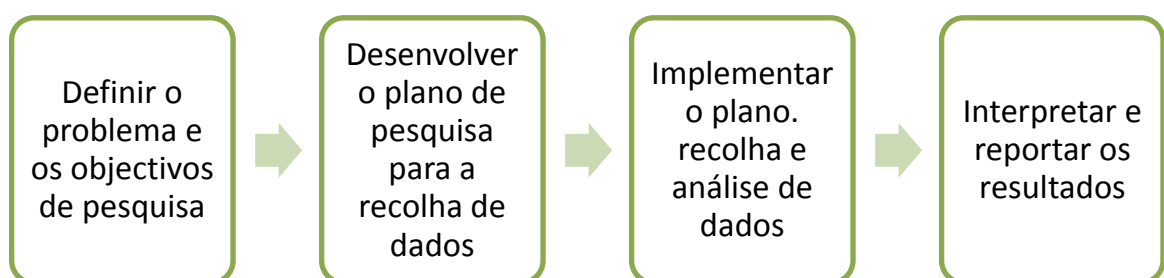 Definir o
problema e
os objectivos
de pesquisa
Desenvolver
o plano de
pesquisa
para a
recolha de
dados
Implementar
o plano.
recolha e
análise de
dados
Interpretar e
reportar os
resultados